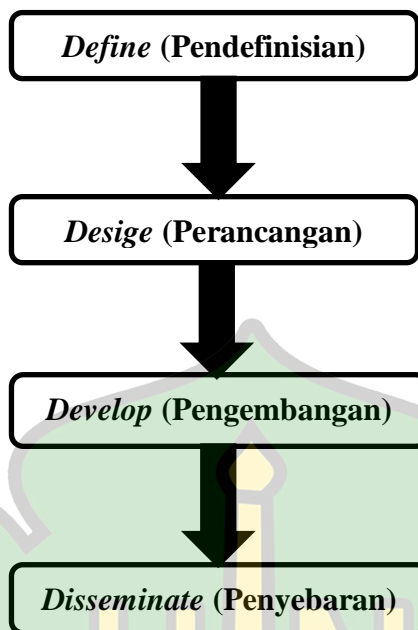 Define (Pendefinisian)
Desige (Perancangan)
Develop (Pengembangan)
Disseminate (Penyebaran)